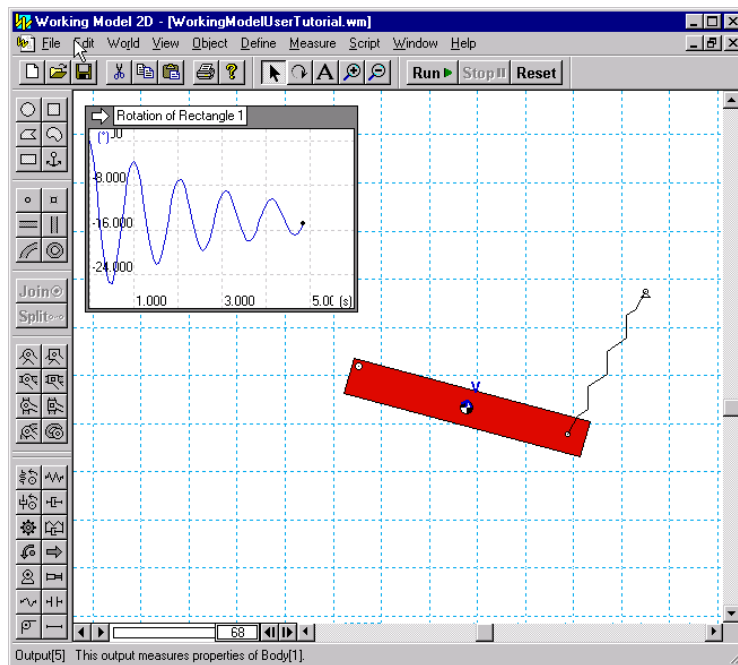 Working Model 2D - [WorkingModelUserTutorial.wm]
File Edit World View Object Define Measure Script Window Help
A Run Stop Reset
Rotation of Rectangle 1
(°)
-8.000
-16.000
-24.000
1.000 3.000 5.0( (s)
Join
Split
V
68
Output[5] This output measures properties of Body[1].